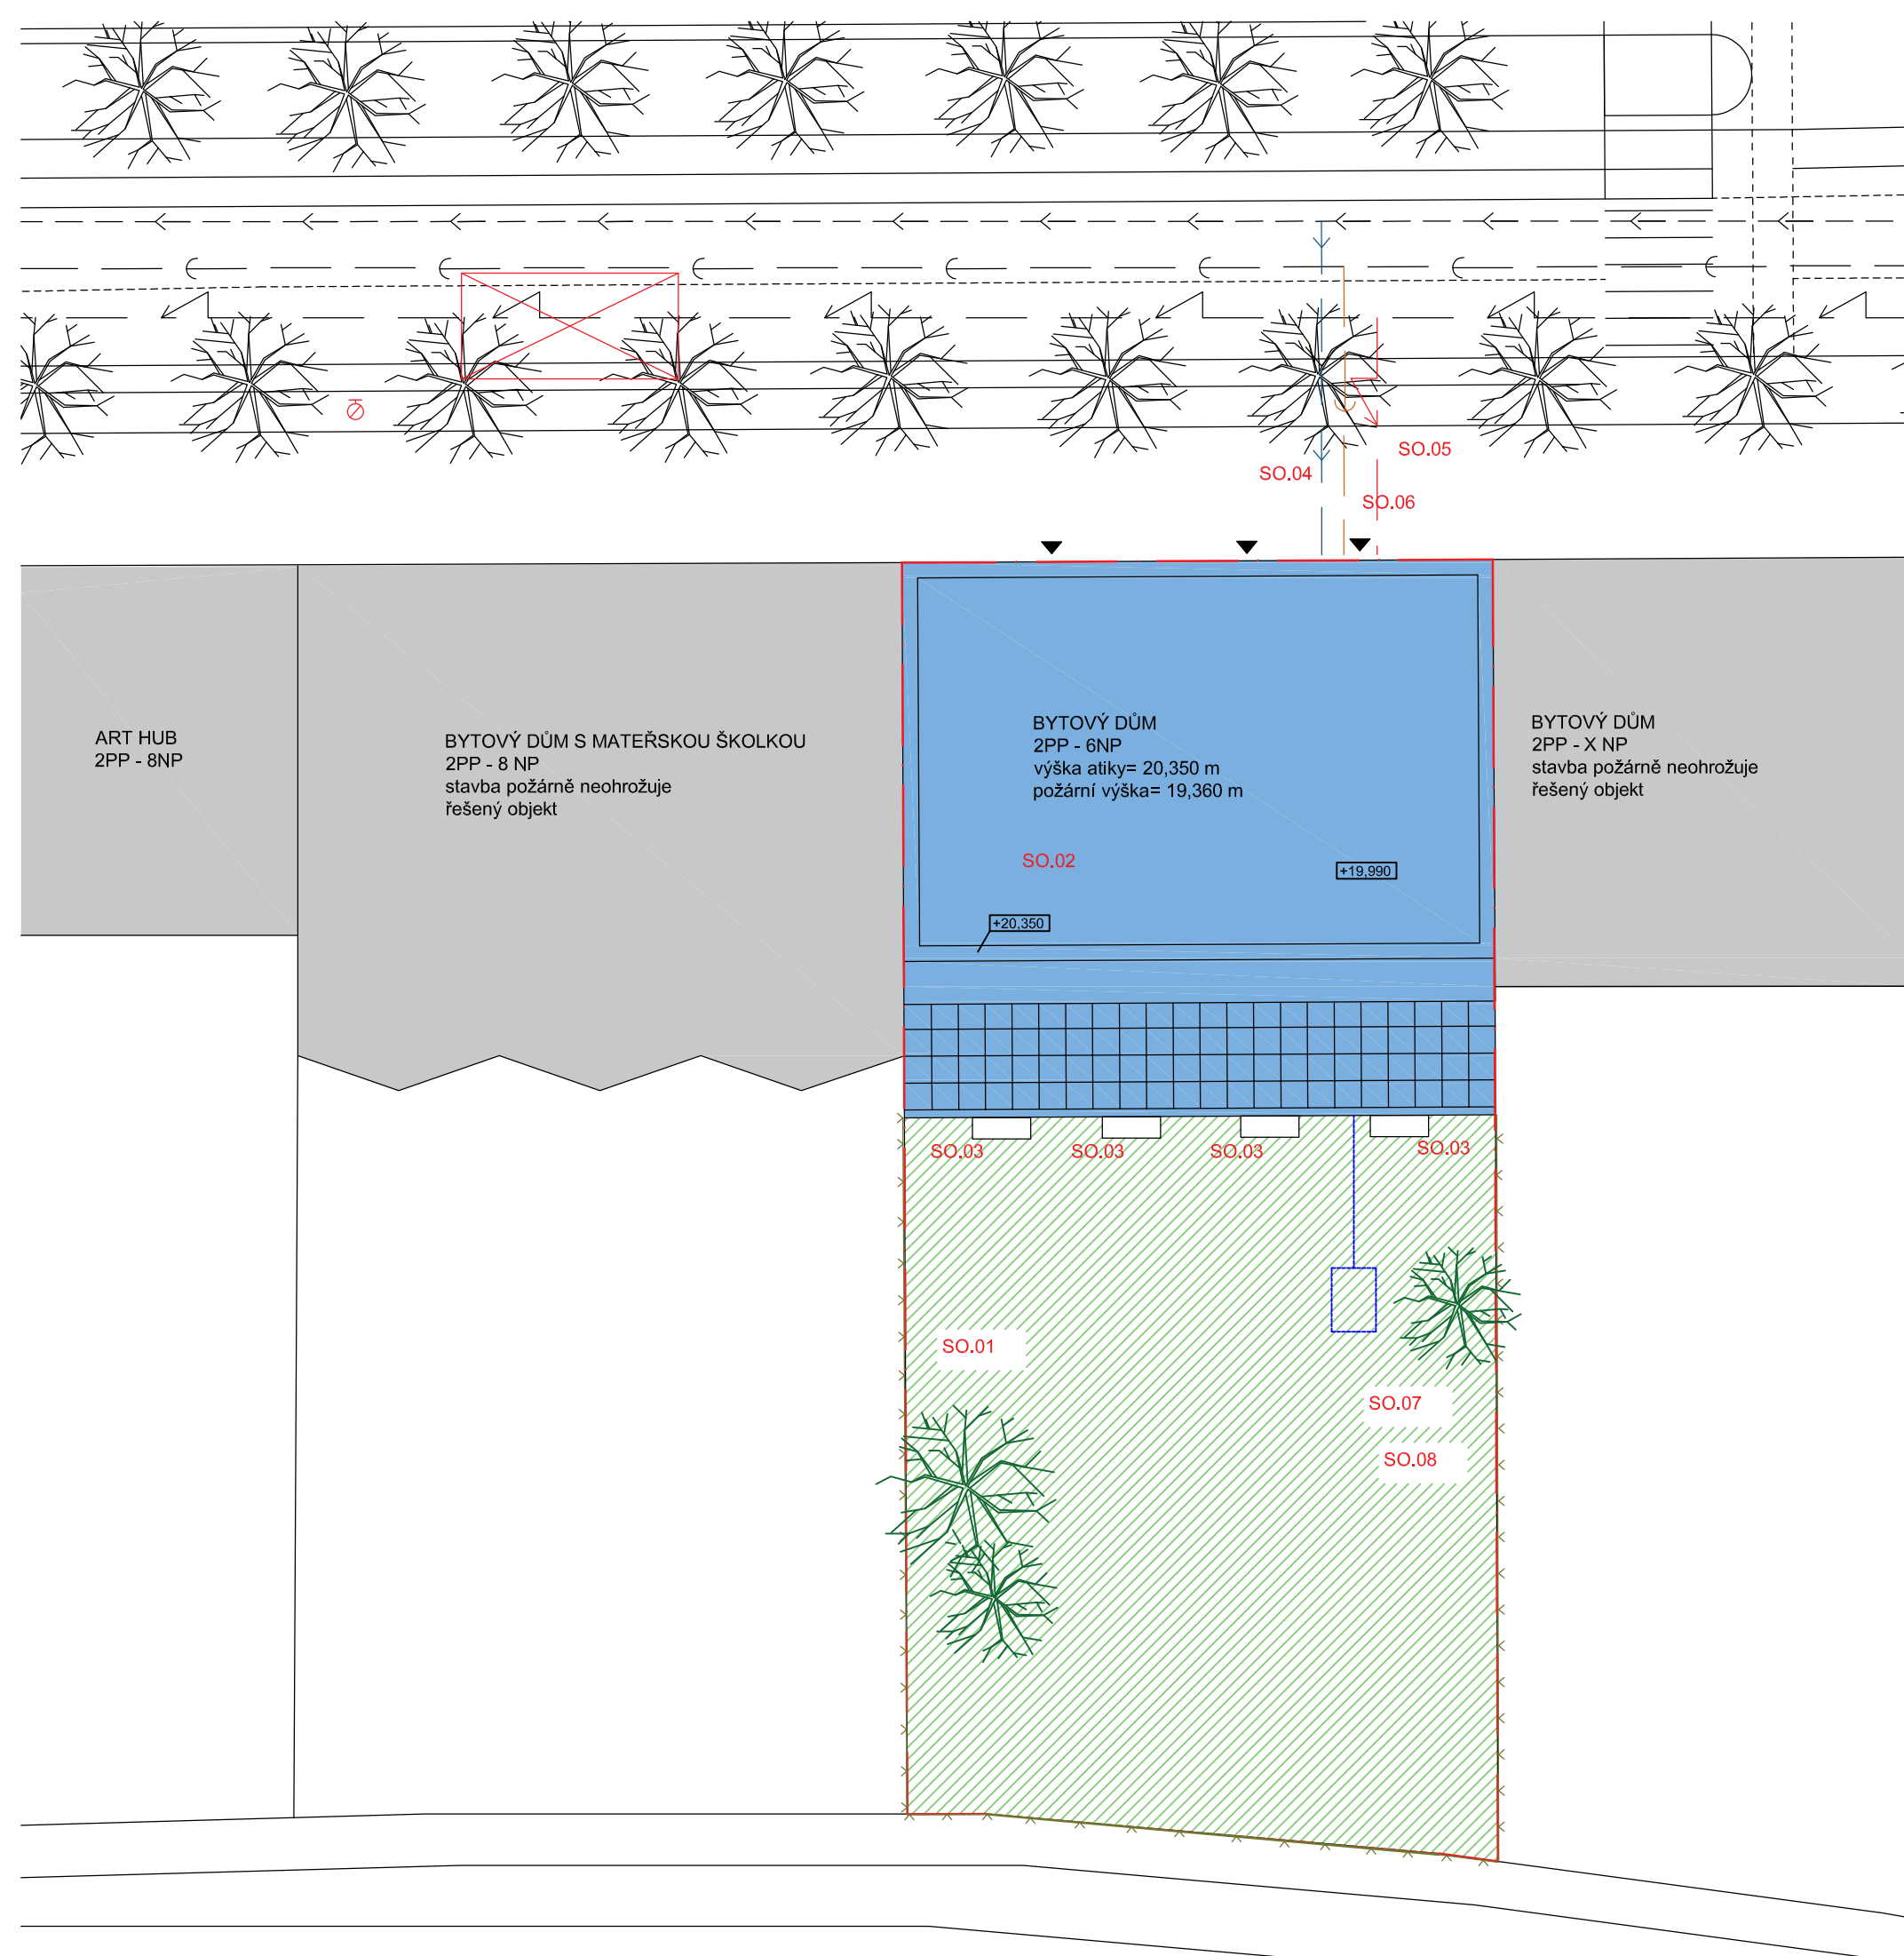 SO.05
SO.04
SO.06
ART HUB
2PP - 8NP
BYTOVÝ DŮM S MATEŘSKOU ŠKOLKOU
2PP - 8 NP
stavba požárně neohrožuje
řešený objekt
BYTOVÝ DŮM
2PP - 6NP
výška atiky= 20,350 m
požární výška= 19,360 m
BYTOVÝ DŮM
2PP - X NP
stavba požárně neohrožuje
řešený objekt
SO.02
+19,990
+20,350
SO.03
SO.03
SO.03
SO.03
SO.01
SO.07
SO.08